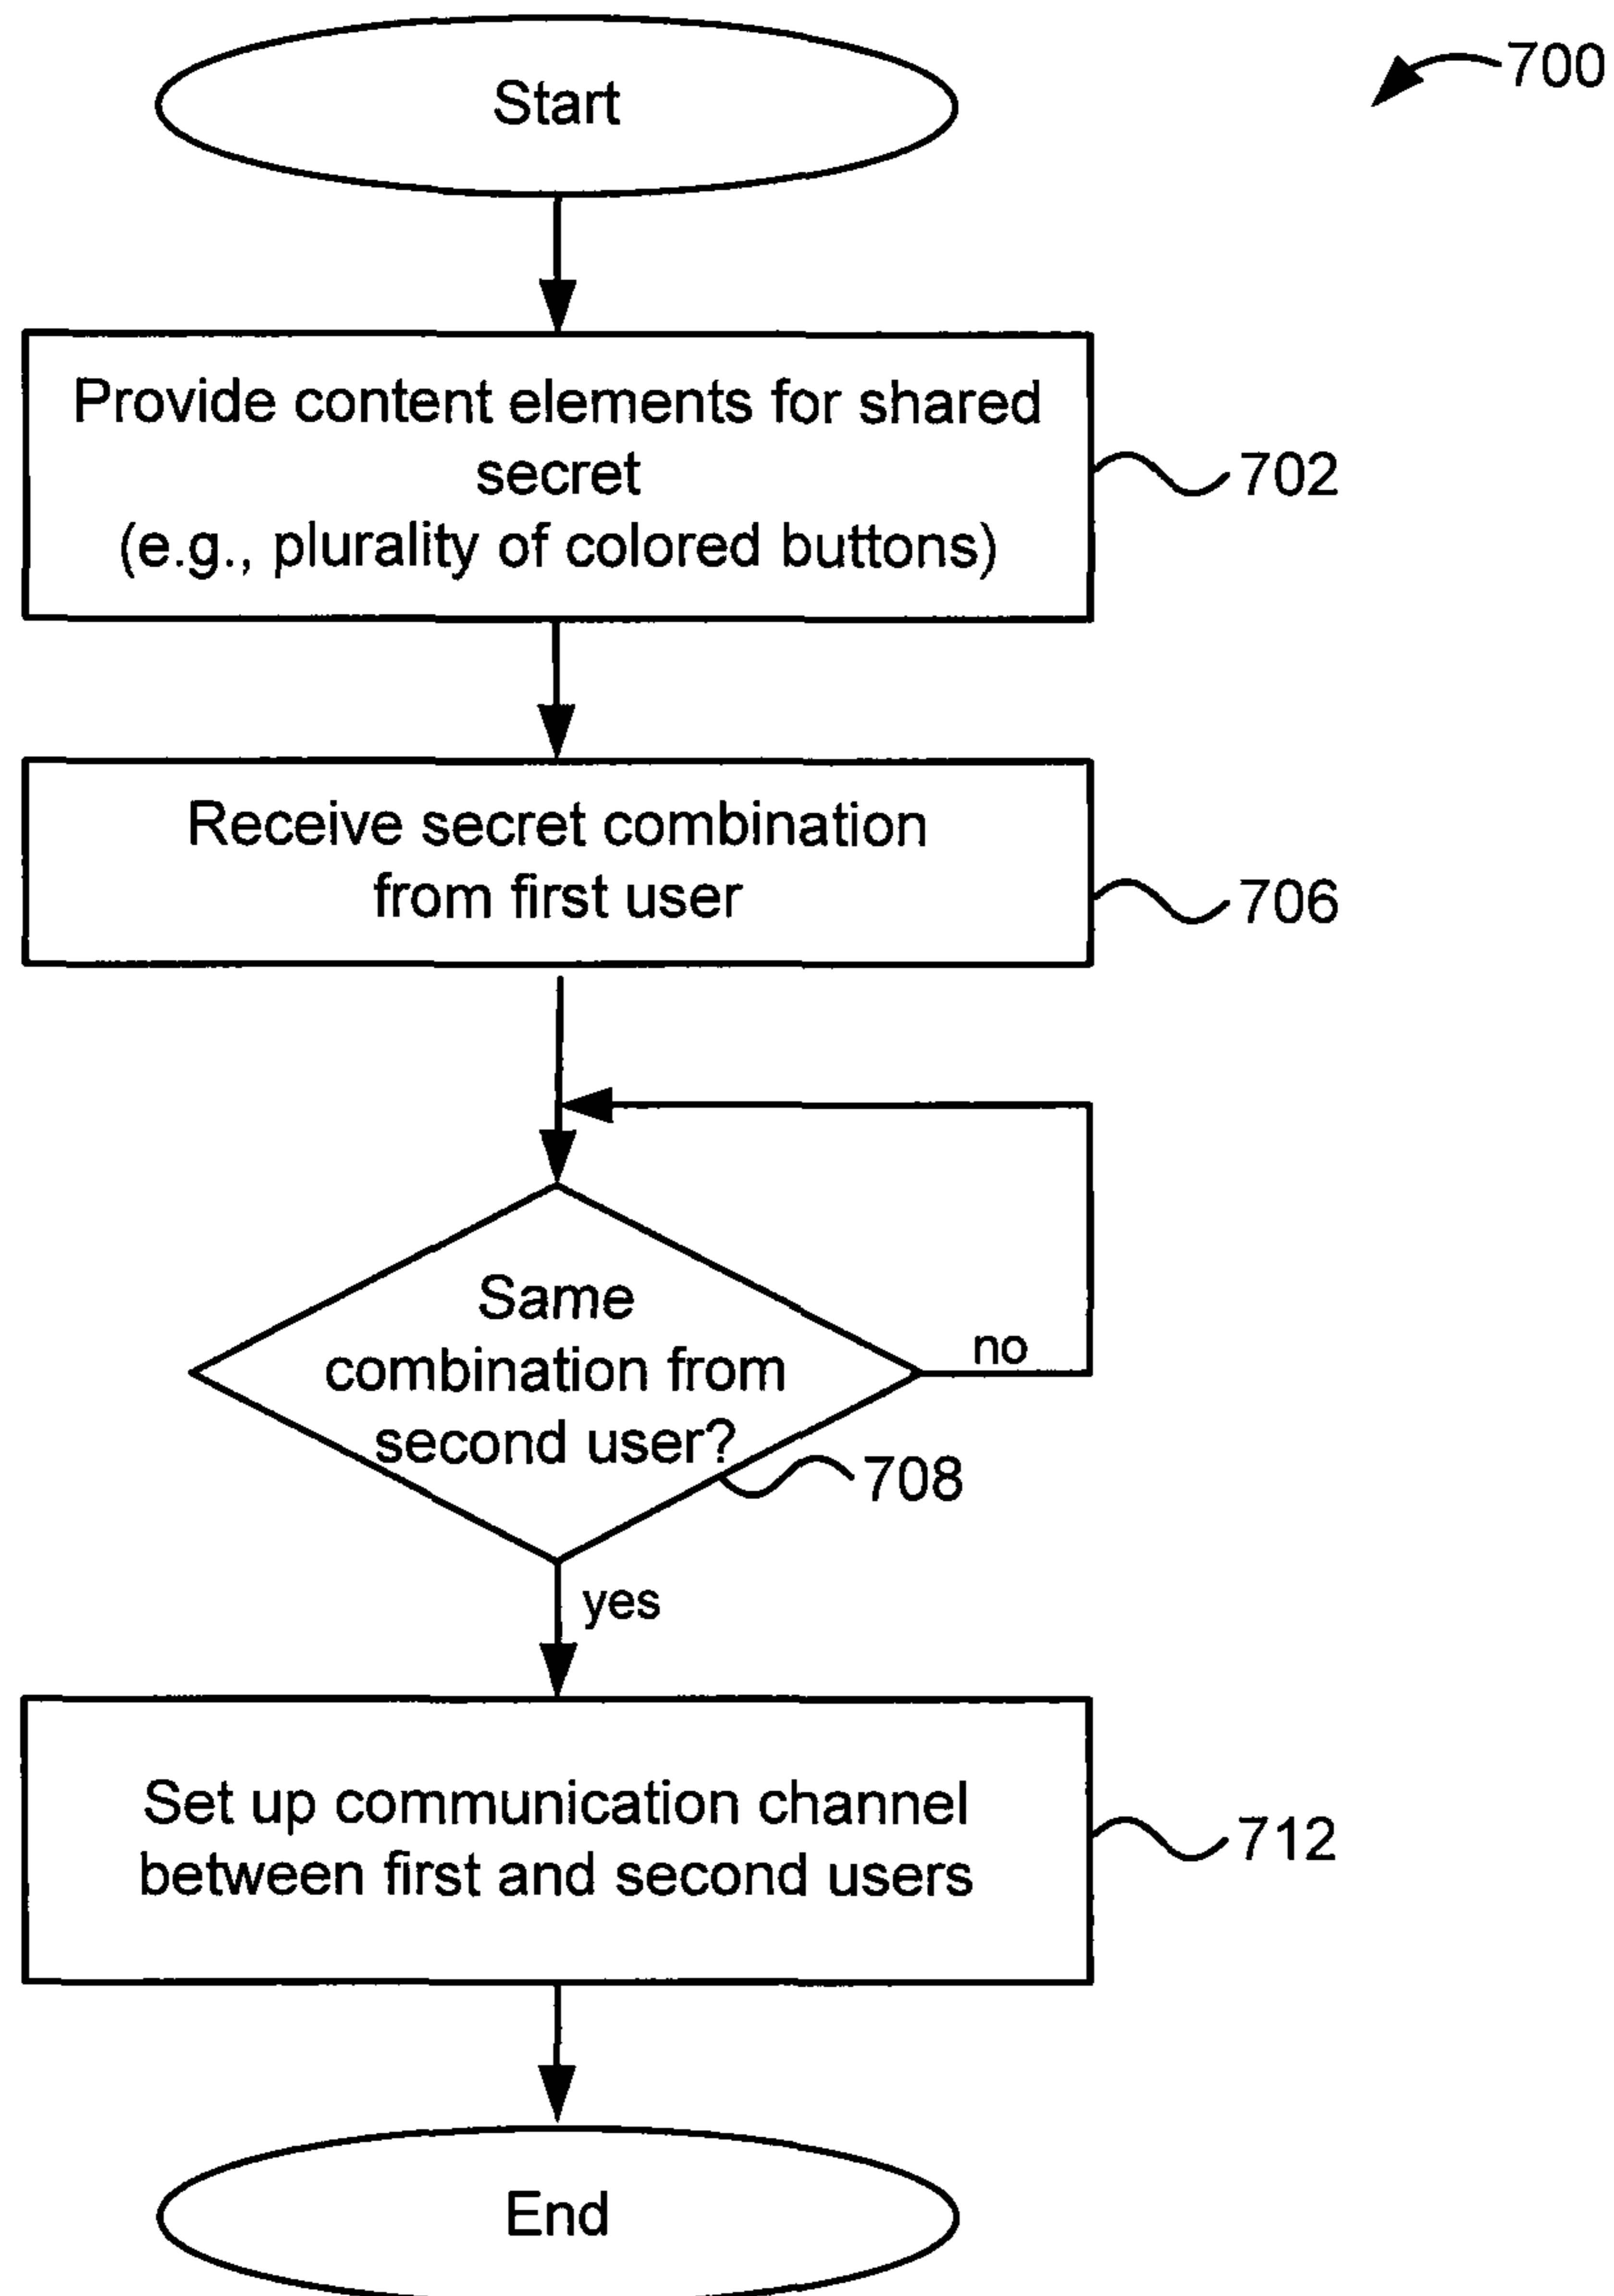 Start
700
Provide content elements for shared
secret
(e.g., plurality of colored buttons)
702
Receive secret combination
from first user
706
Same
combination from
second user?
no
708
yes
Set up communication channel
between first and second users
712
End